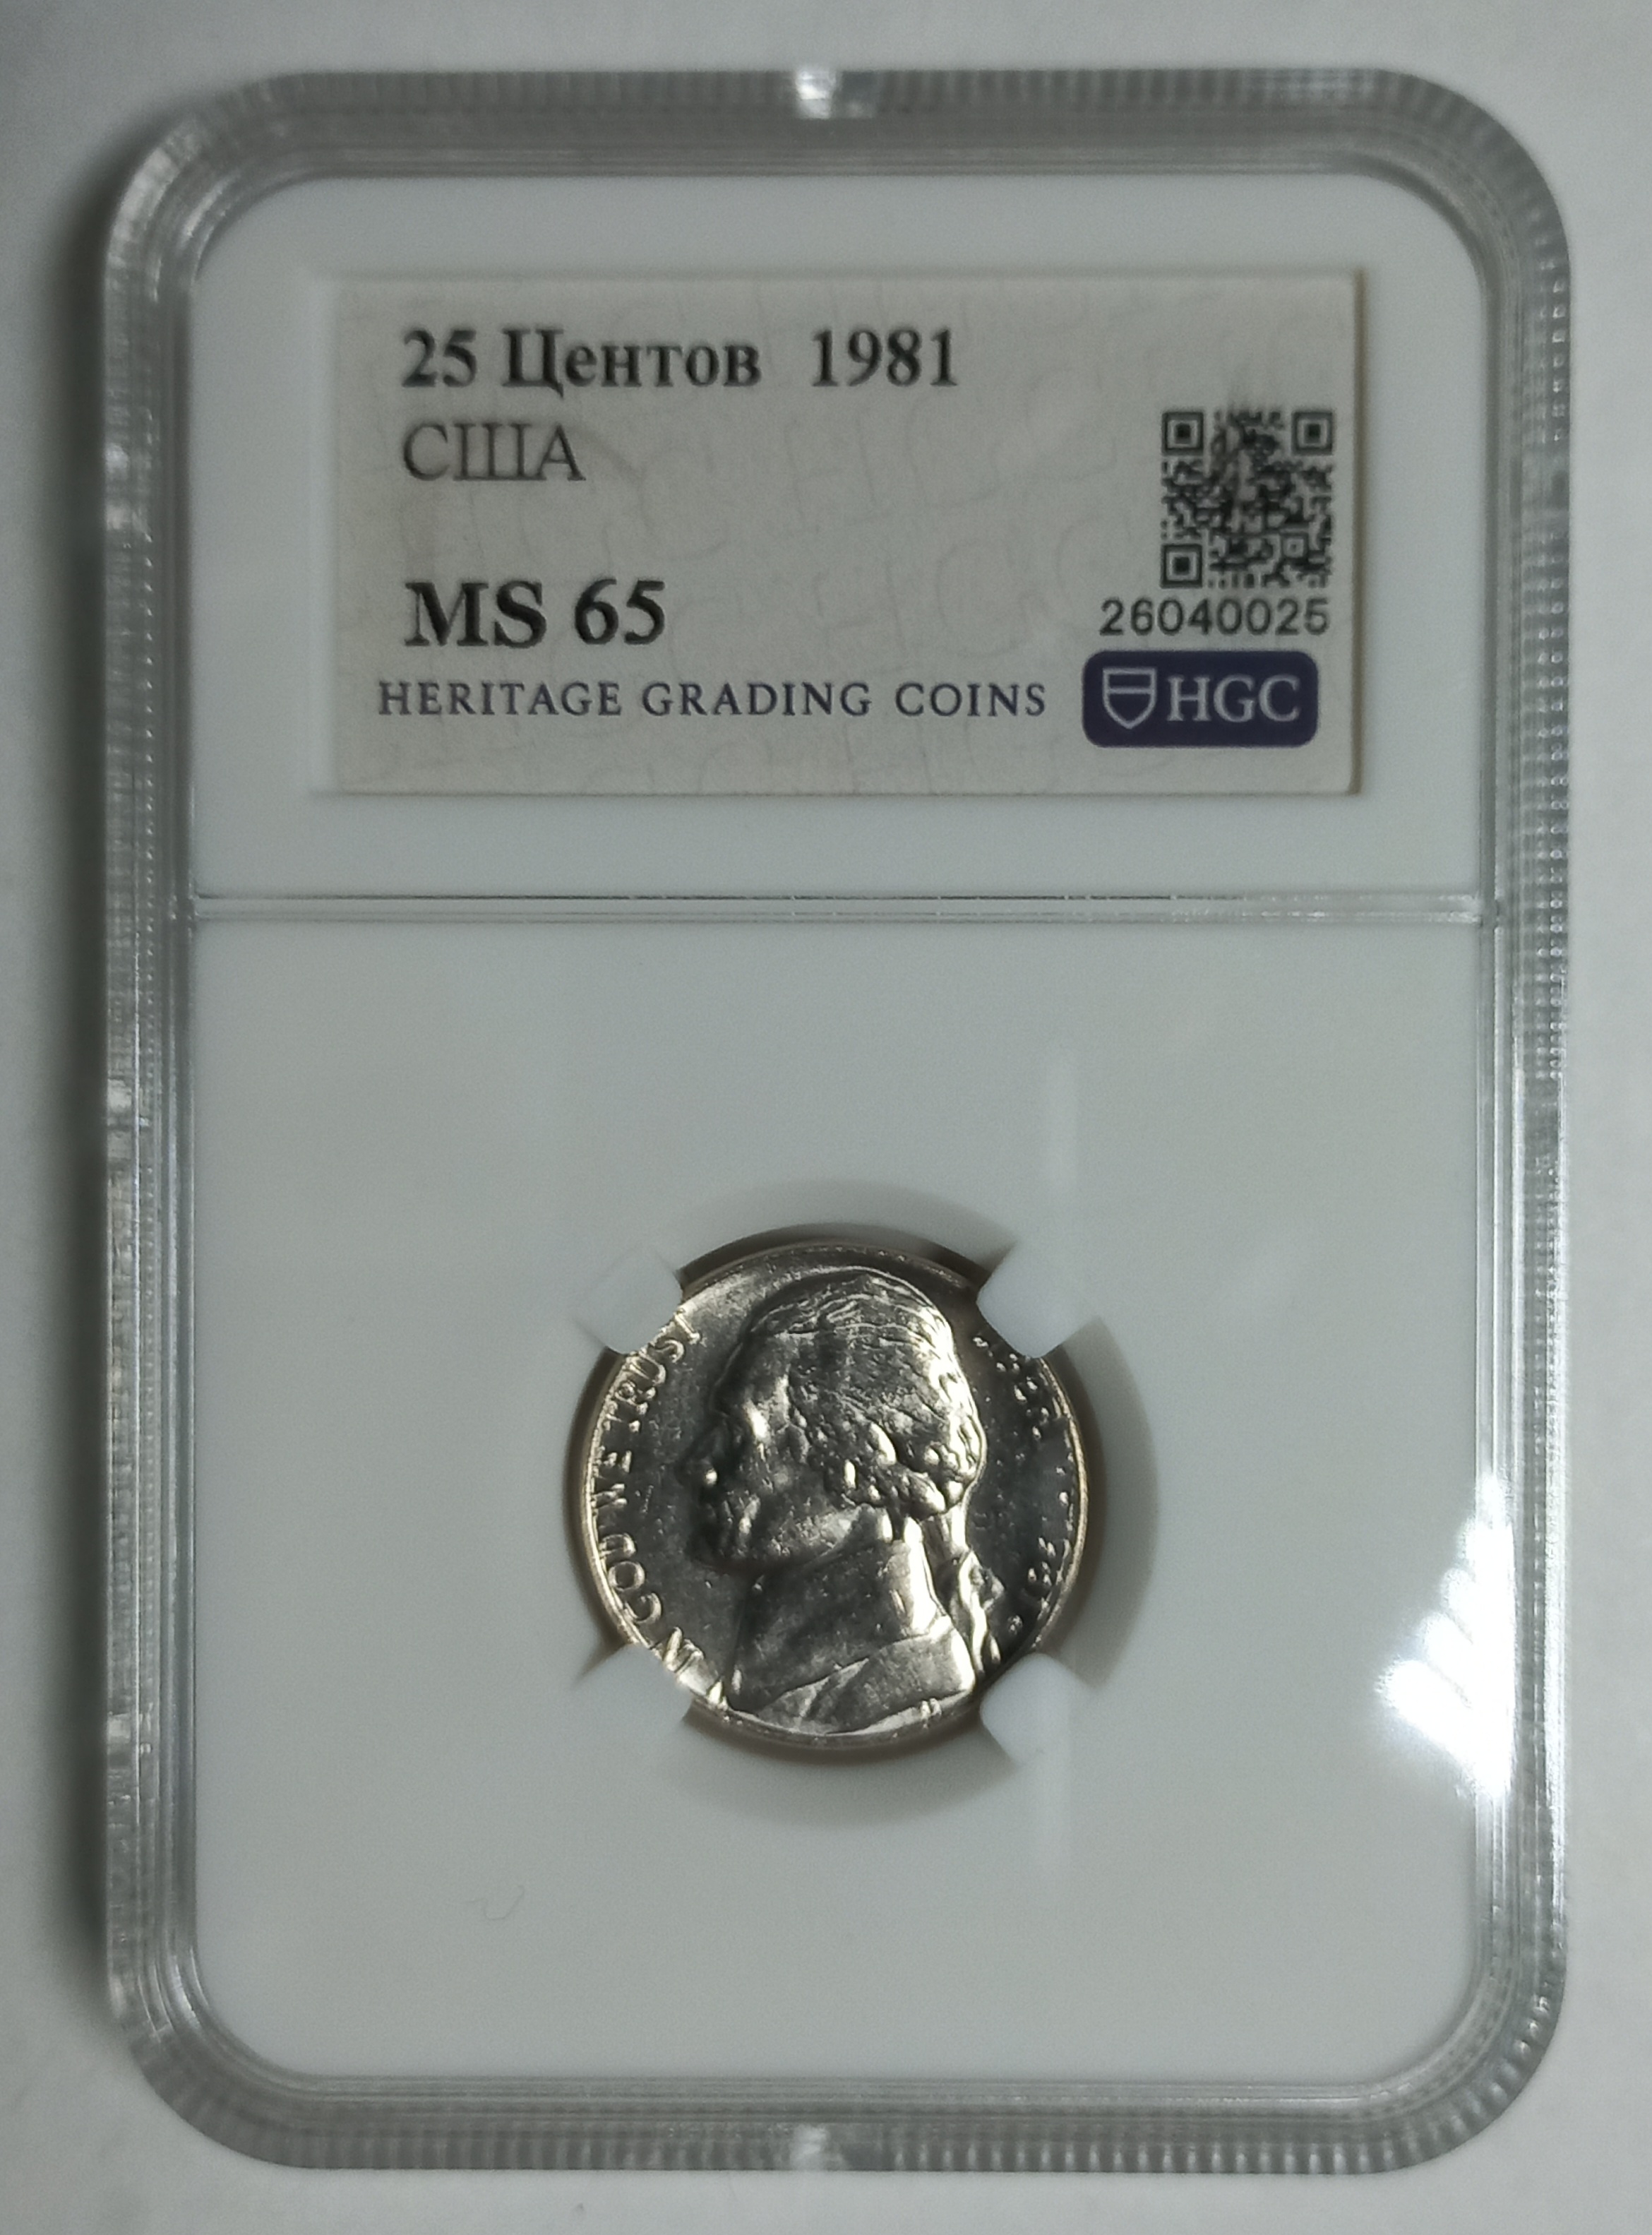 25 Центов 1981
США
MS 65
26040025
HERITAGE GRADING COINS
HGC
IN GOD WE TRUST